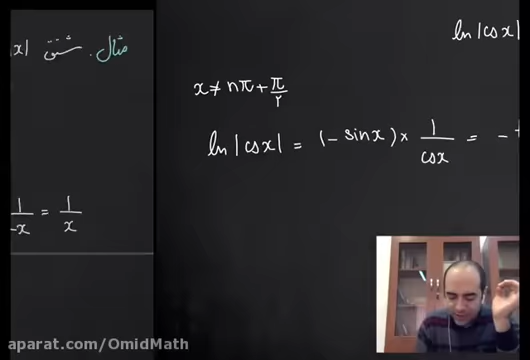 مثال. مشتق |x
ln |cosx|
x ≠ nπ + π/۲
ln |cosx| = (-sinx) × 1/cosx = -
1/-x = 1/x
aparat.com/OmidMath